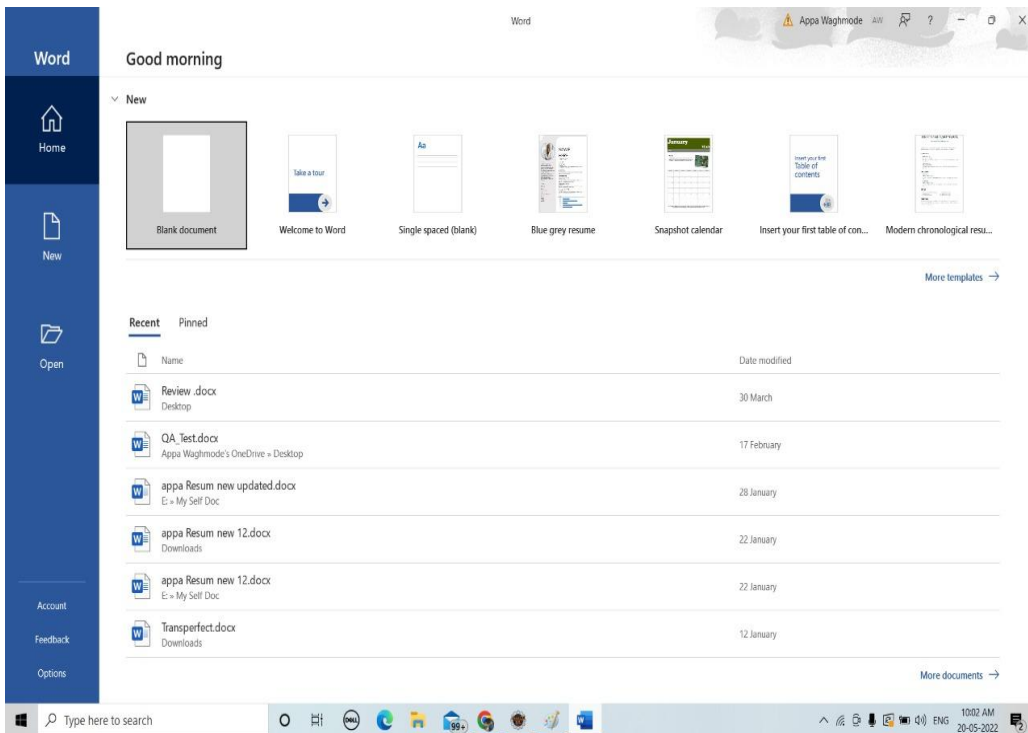 Word
Appa Waghmode AW ?
Word
Good morning
New
Home
Aa
January
Take a tour
Insert your first
Table of
contents
Blank document
Welcome to Word
Single spaced (blank)
Blue grey resume
Snapshot calendar
Insert your first table of con...
Modern chronological resu...
New
More templates
Recent
Pinned
Open
Name
Date modified
Review .docx
Desktop
30 March
QA_Test.docx
Appa Waghmode's OneDrive » Desktop
17 February
appa Resum new updated.docx
E: » My Self Doc
28 January
appa Resum new 12.docx
Downloads
22 January
appa Resum new 12.docx
E: » My Self Doc
22 January
Transperfect.docx
Downloads
12 January
Account
Feedback
Options
More documents
Type here to search
DELL
99+
ENG
10:02 AM
20-05-2022
2